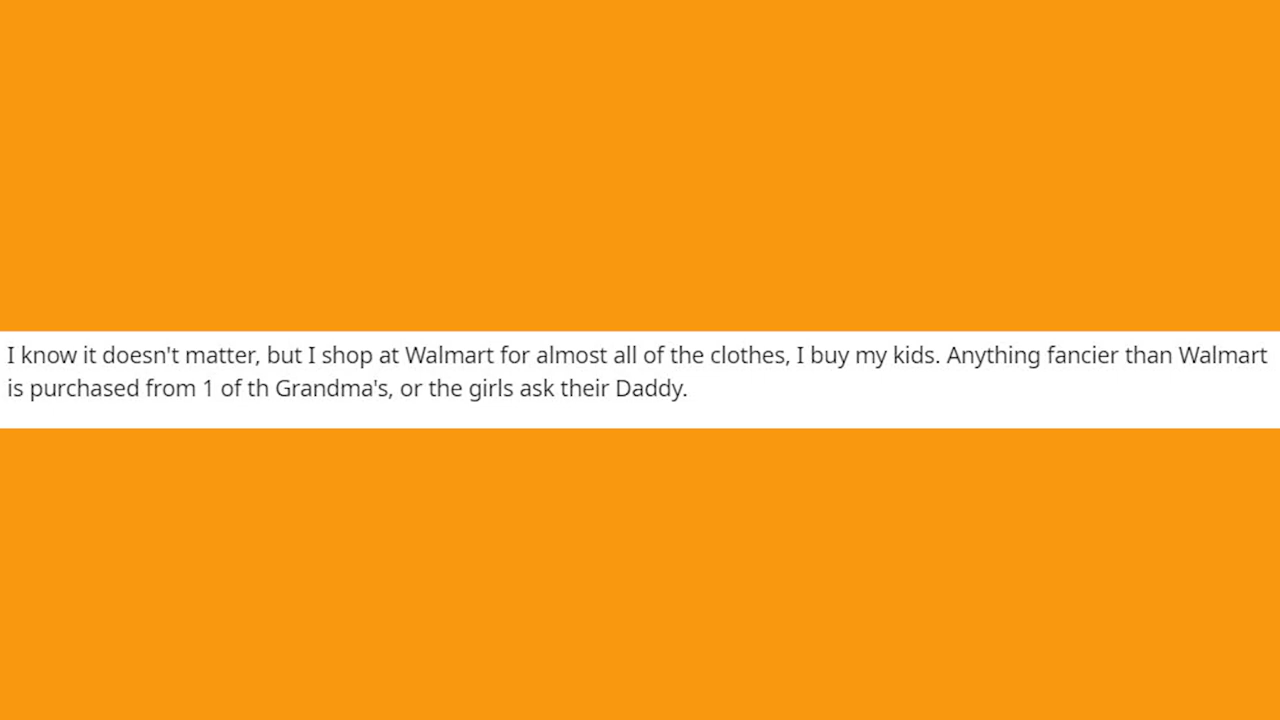 I know it doesn't matter, but I shop at Walmart for almost all of the clothes, I buy my kids. Anything fancier than Walmart
is purchased from 1 of th Grandma's, or the girls ask their Daddy.